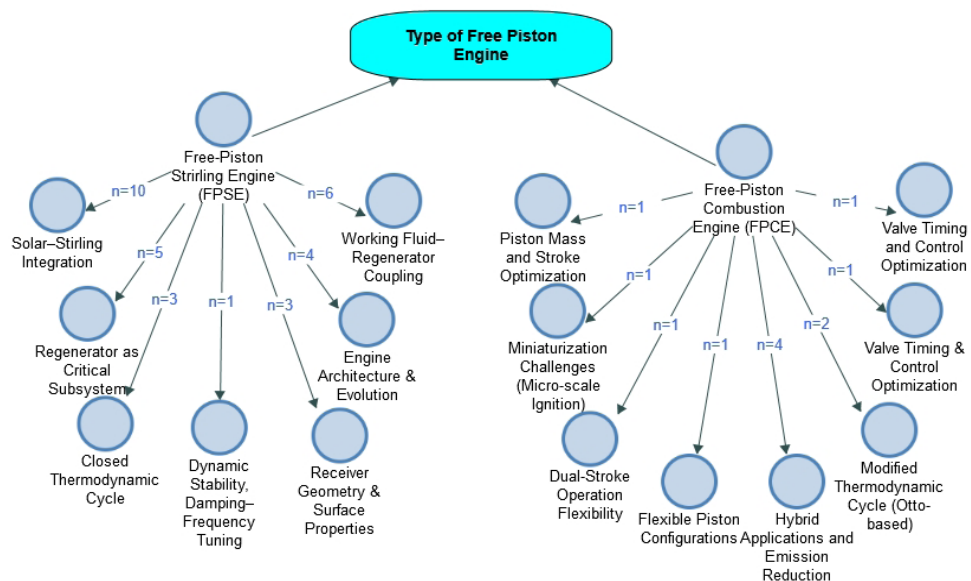 Type of Free Piston
Engine
Free-Piston
Strirling Engine
(FPSE)
n=10
n=6
Solar–Stirling
Integration
Working Fluid–
Regenerator
Coupling
n=5
n=4
n=3
n=1
n=3
Regenerator as
Critical
Subsystem
Engine
Architecture &
Evolution
Closed
Thermodynamic
Cycle
Dynamic
Stability,
Damping–
Frequency
Tuning
Receiver
Geometry &
Surface
Properties
Free-Piston
Combustion
Engine (FPCE)
n=1
n=1
Piston Mass
and Stroke
Optimization
Valve Timing
and Control
Optimization
n=1
n=1
n=1
n=1
n=4
n=2
Miniaturization
Challenges
(Micro-scale
Ignition)
Valve Timing &
Control
Optimization
Dual-Stroke
Operation
Flexibility
Flexible Piston
Configurations
Hybrid
Applications and
Emission
Reduction
Modified
Thermodynamic
Cycle (Otto-
based)